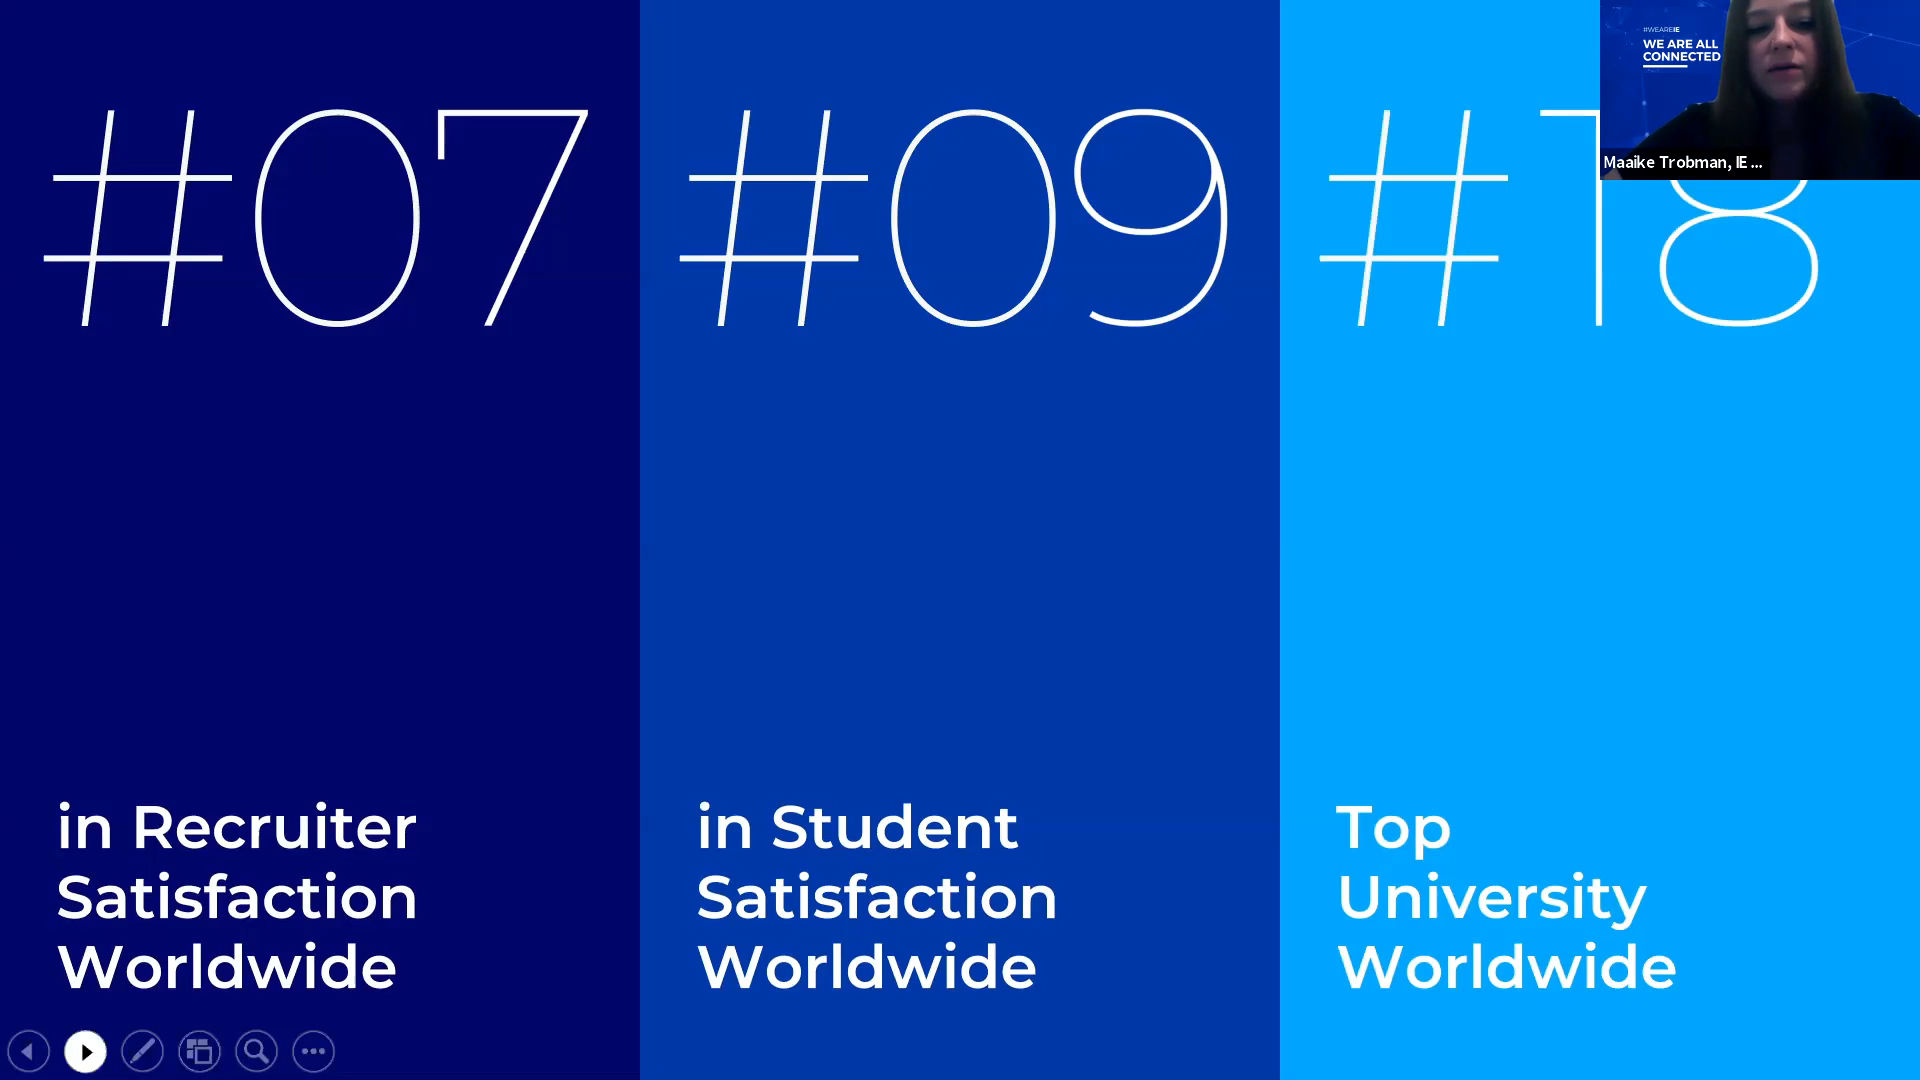 #07
in Recruiter
Satisfaction
Worldwide
#09
in Student
Satisfaction
Worldwide
#18
Top
University
Worldwide
#WEAREIE
WE ARE ALL
CONNECTED
Maaike Trobman, IE ...